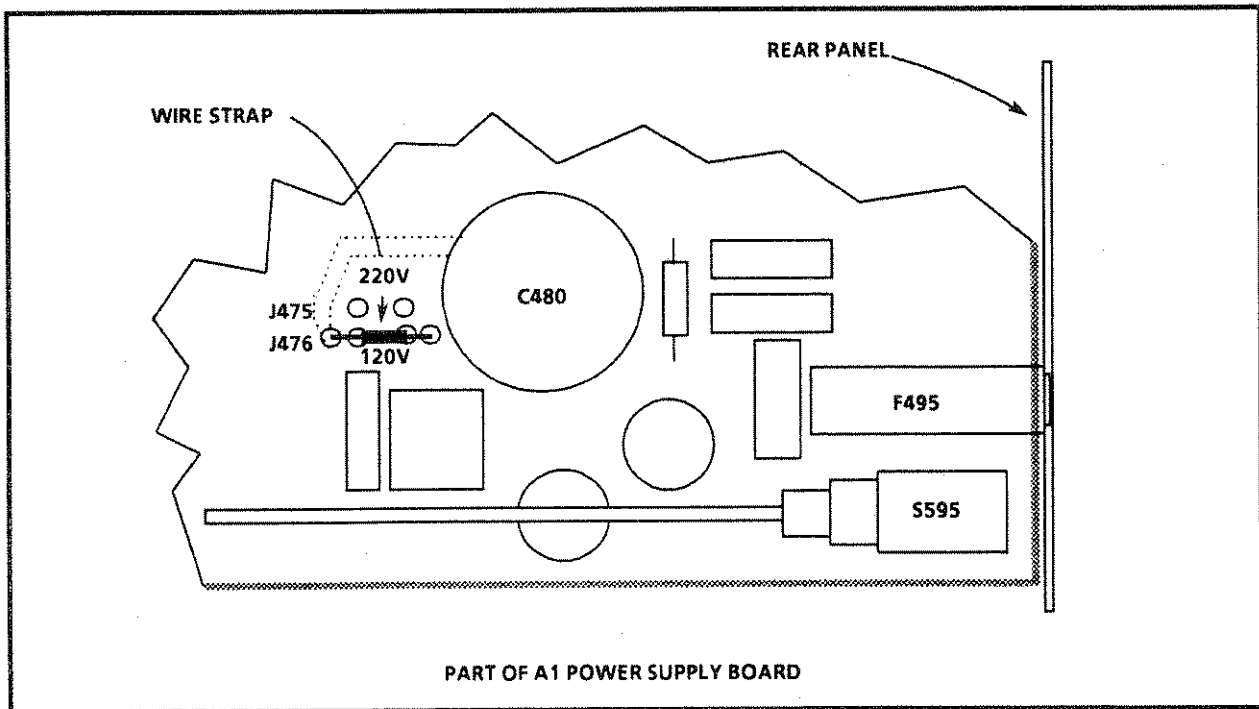 REAR PANEL
WIRE STRAP
220V
C480
J475
J476
120V
F495
S595
PART OF A1 POWER SUPPLY BOARD